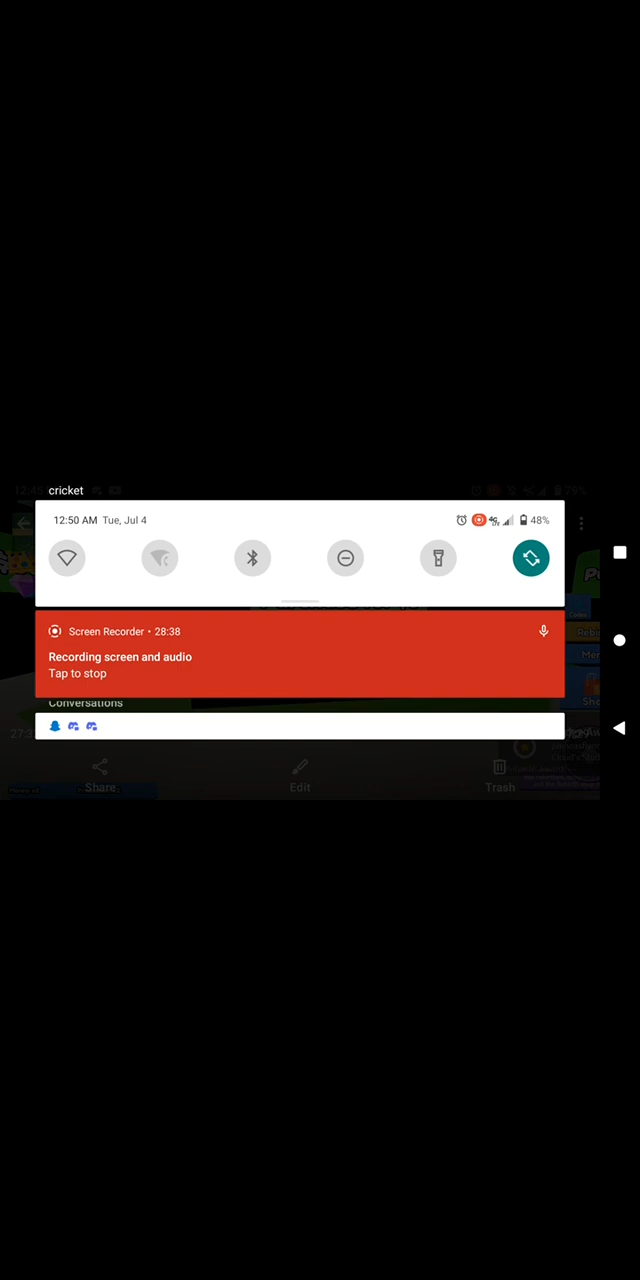 cricket
12:50 AM Tue, Jul 4
48%
Screen Recorder • 28:38
Recording screen and audio
Tap to stop
Conversations
Share
Edit
Trash